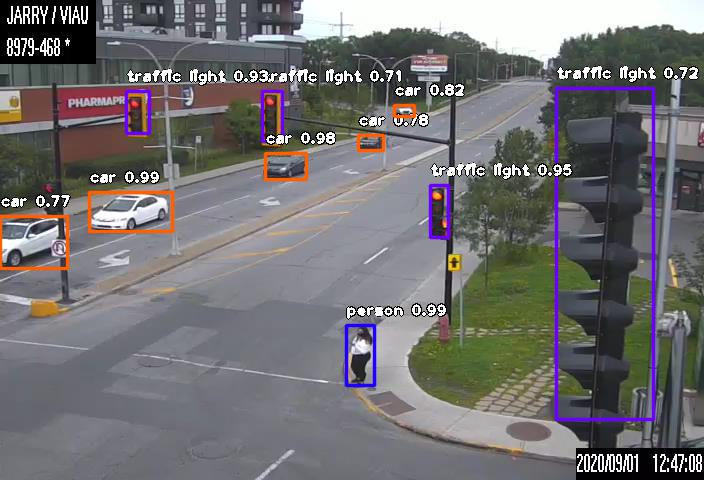 JARRY / VIAU
8979-468 *
traffic light 0.93
traffic light 0.71
traffic light 0.72
car 0.82
car 0.78
PHARMAPR
car 0.98
car 0.99
traffic light 0.95
car 0.77
person 0.99
2020/09/01 12:47:08